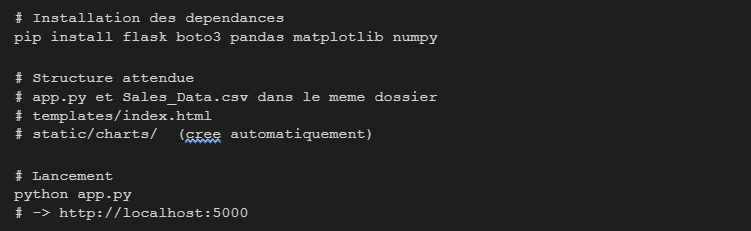 # Installation des dependances
pip install flask boto3 pandas matplotlib numpy
# Structure attendue
# app.py et Sales_Data.csv dans le meme dossier
# templates/index.html
# static/charts/  (cree automatiquement)
# Lancement
python app.py
# -> http://localhost:5000